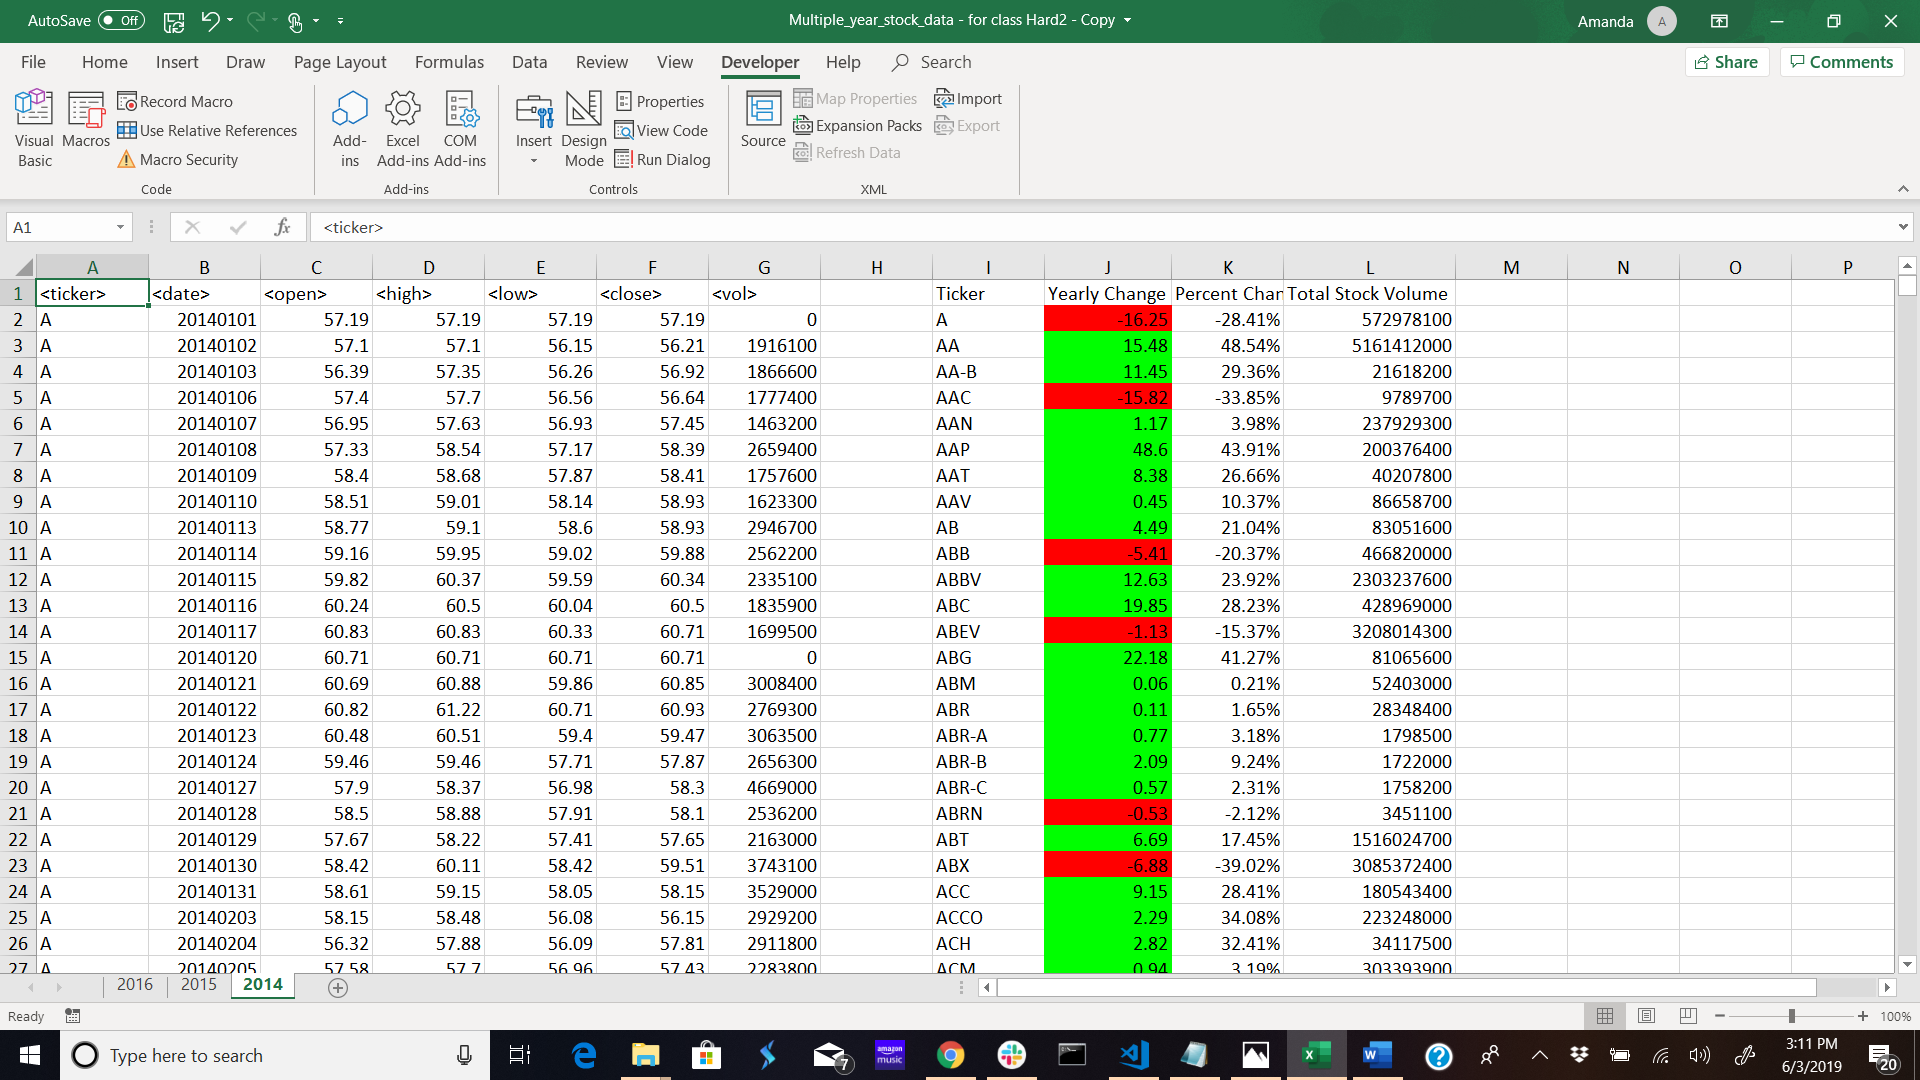 AutoSave Off Multiple_year_stock_data - for class Hard2 - Copy Amanda A
File Home Insert Draw Page Layout Formulas Data Review View Developer Help Search Share Comments
Visual Basic
Macros
Record Macro
Use Relative References
Macro Security
Code
Add-ins
Excel Add-ins
COM Add-ins
Add-ins
Insert
Design Mode
Properties
View Code
Run Dialog
Controls
Source
Map Properties
Expansion Packs
Refresh Data
Import
Export
XML
A1 fx <ticker>
A B C D E F G H I J K L M N O P
1 <ticker> <date> <open> <high> <low> <close> <vol> Ticker Yearly Change Percent Chan Total Stock Volume
2 A 20140101 57.19 57.19 57.19 57.19 0 A -16.25 -28.41% 572978100
3 A 20140102 57.1 57.1 56.15 56.21 1916100 AA 15.48 48.54% 5161412000
4 A 20140103 56.39 57.35 56.26 56.92 1866600 AA-B 11.45 29.36% 21618200
5 A 20140106 57.4 57.7 56.56 56.64 1777400 AAC -15.82 -33.85% 9789700
6 A 20140107 56.95 57.63 56.93 57.45 1463200 AAN 1.17 3.98% 237929300
7 A 20140108 57.33 58.54 57.17 58.39 2659400 AAP 48.6 43.91% 200376400
8 A 20140109 58.4 58.68 57.87 58.41 1757600 AAT 8.38 26.66% 40207800
9 A 20140110 58.51 59.01 58.14 58.93 1623300 AAV 0.45 10.37% 86658700
10 A 20140113 58.77 59.1 58.6 58.93 2946700 AB 4.49 21.04% 83051600
11 A 20140114 59.16 59.95 59.02 59.88 2562200 ABB -5.41 -20.37% 466820000
12 A 20140115 59.82 60.37 59.59 60.34 2335100 ABBV 12.63 23.92% 2303237600
13 A 20140116 60.24 60.5 60.04 60.5 1835900 ABC 19.85 28.23% 428969000
14 A 20140117 60.83 60.83 60.33 60.71 1699500 ABEV -1.13 -15.37% 3208014300
15 A 20140120 60.71 60.71 60.71 60.71 0 ABG 22.18 41.27% 81065600
16 A 20140121 60.69 60.88 59.86 60.85 3008400 ABM 0.06 0.21% 52403000
17 A 20140122 60.82 61.22 60.71 60.93 2769300 ABR 0.11 1.65% 28348400
18 A 20140123 60.48 60.51 59.4 59.47 3063500 ABR-A 0.77 3.18% 1798500
19 A 20140124 59.46 59.46 57.71 57.87 2656300 ABR-B 2.09 9.24% 1722000
20 A 20140127 57.9 58.37 56.98 58.3 4669000 ABR-C 0.57 2.31% 1758200
21 A 20140128 58.5 58.88 57.91 58.1 2536200 ABRN -0.53 -2.12% 3451100
22 A 20140129 57.67 58.22 57.41 57.65 2163000 ABT 6.69 17.45% 1516024700
23 A 20140130 58.42 60.11 58.42 59.51 3743100 ABX -6.88 -39.02% 3085372400
24 A 20140131 58.61 59.15 58.05 58.15 3529000 ACC 9.15 28.41% 180543400
25 A 20140203 58.15 58.48 56.08 56.15 2929200 ACCO 2.29 34.08% 223248000
26 A 20140204 56.32 57.88 56.09 57.81 2911800 ACH 2.82 32.41% 34117500
27 A 20140205 57.58 57.7 56.96 57.43 2283800 ACM 0.94 3.19% 303393900
2016 2015 2014
Ready 100%
Type here to search 7 amazon music 3:11 PM
6/3/2019 20